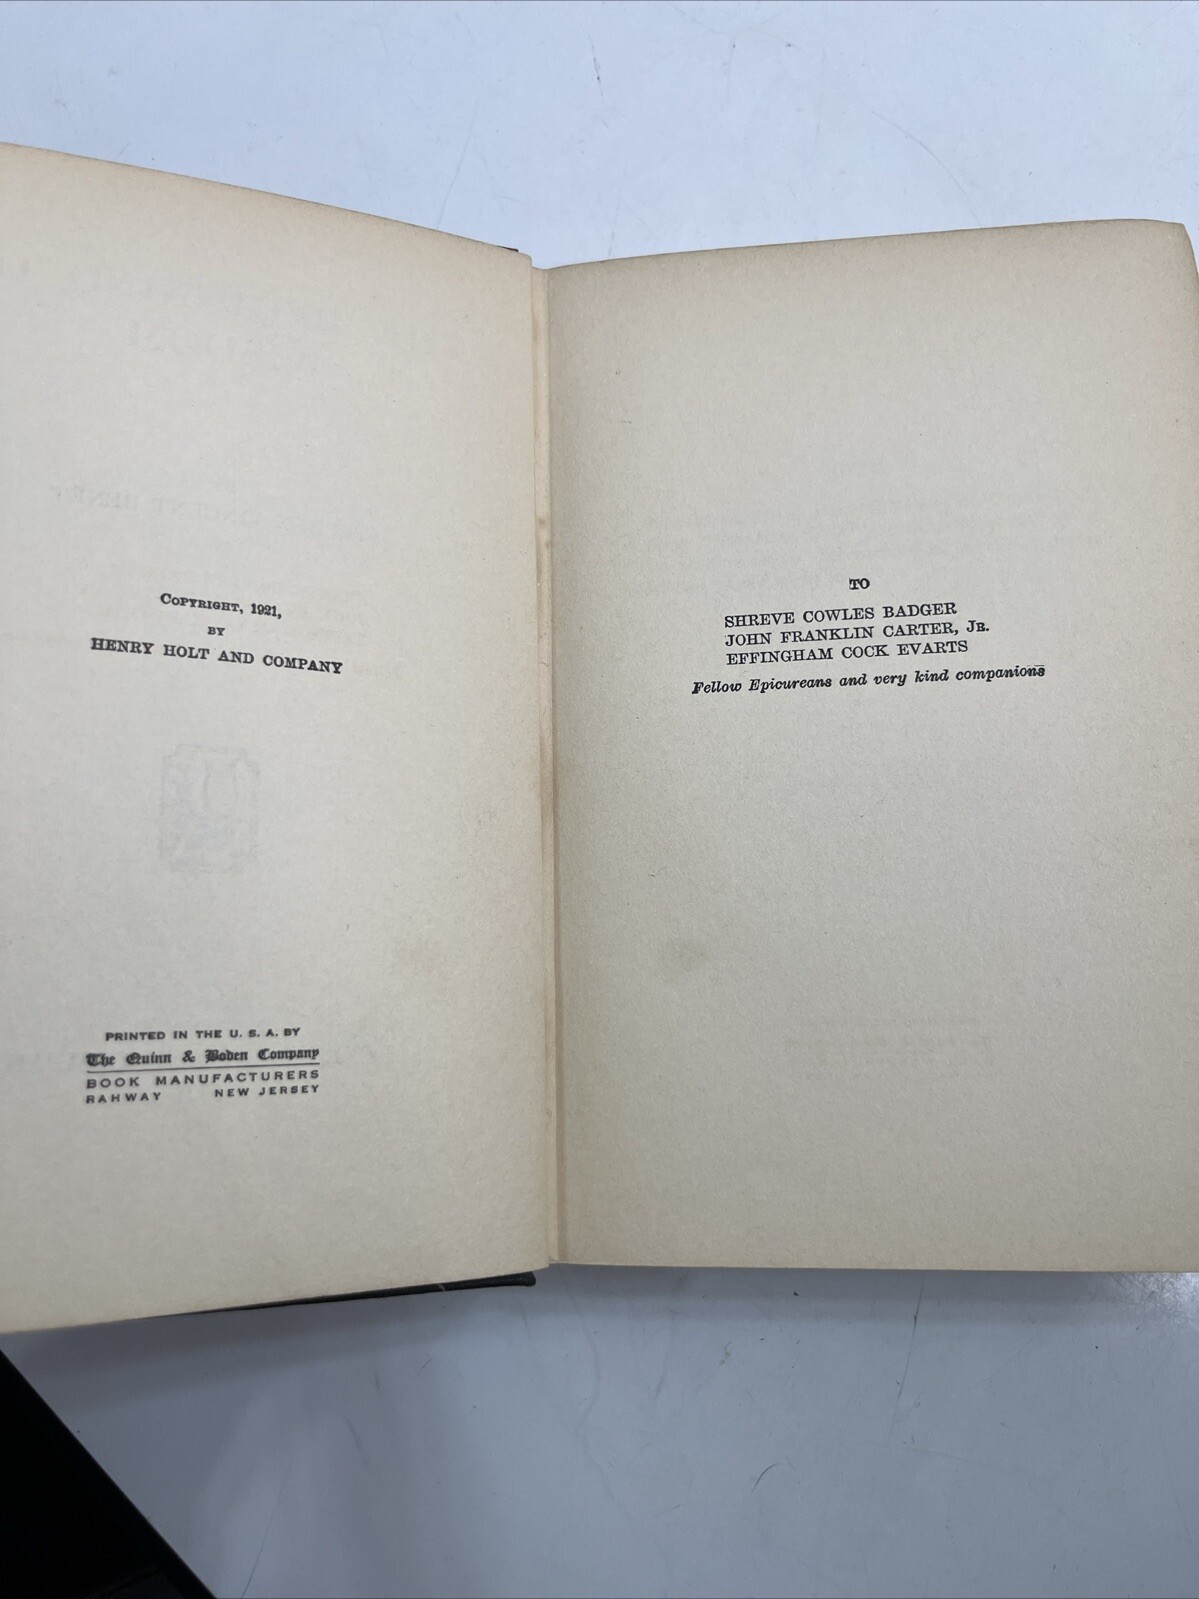 COPYRIGHT, 1921,
BY
HENRY HOLT AND COMPANY
PRINTED IN THE U. S. A. BY
The Quinn & Boden Company
BOOK MANUFACTURERS
RAHWAY NEW JERSEY
TO
SHREVE COWLES BADGER
JOHN FRANKLIN CARTER, JR.
EFFINGHAM COCK EVARTS
Fellow Epicureans and very kind companions